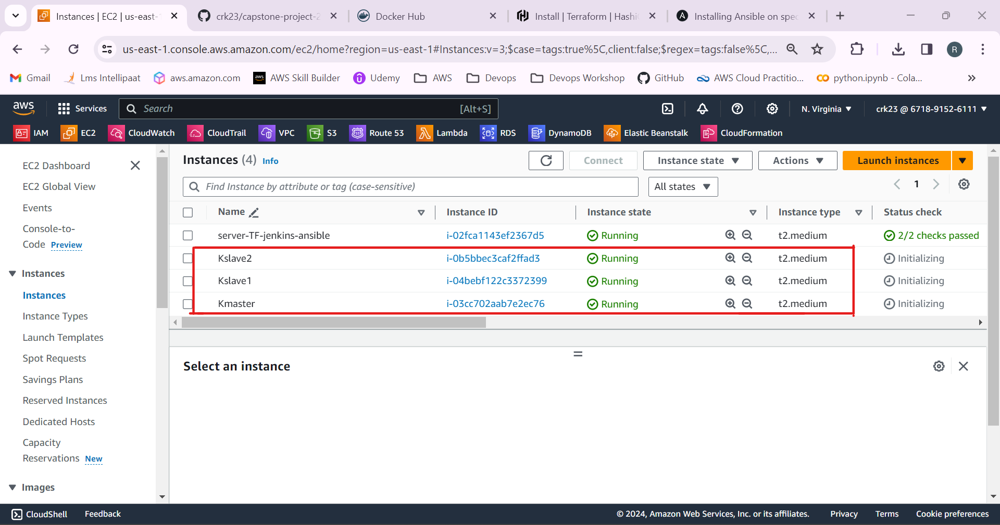 Instances | EC2 | us-east-
crk23/capstone-project-2
Docker Hub
Install | Terraform | Hashi
Installing Ansible on spec
us-east-1.console.aws.amazon.com/ec2/home?region=us-east-1#Instances:v=3;$case=tags:true%5C,client:false;$regex=tags:false%5C,...
R
Gmail
Lms Intellipaat
aws.amazon.com
aws
AWS Skill Builder
Udemy
AWS
Devops
Devops Workshop
GitHub
AWS Cloud Practitio...
python.ipynb - Cola...
aws
Services
Search
[Alt+S]
N. Virginia
crk23 @ 6718-9152-6111
IAM
EC2
CloudWatch
CloudTrail
VPC
S3
Route 53
Lambda
RDS
DynamoDB
Elastic Beanstalk
CloudFormation
EC2 Dashboard
EC2 Global View
Events
Console-to-
Code Preview
Instances
Instances
Instance Types
Launch Templates
Spot Requests
Savings Plans
Reserved Instances
Dedicated Hosts
Capacity
Reservations New
Images
Instances (4) Info
Connect
Instance state
Actions
Launch instances
Find Instance by attribute or tag (case-sensitive)
All states
1
Name Instance ID Instance state Instance type Status check
server-TF-jenkins-ansible i-02fca1143ef2367d5 Running t2.medium 2/2 checks passed
Kslave2 i-0b5bbec3caf2ffad3 Running t2.medium Initializing
Kslave1 i-04bebf122c3372399 Running t2.medium Initializing
Kmaster i-03cc702aab7e2ec76 Running t2.medium Initializing
Select an instance
CloudShell
Feedback
© 2024, Amazon Web Services, Inc. or its affiliates.
Privacy
Terms
Cookie preferences